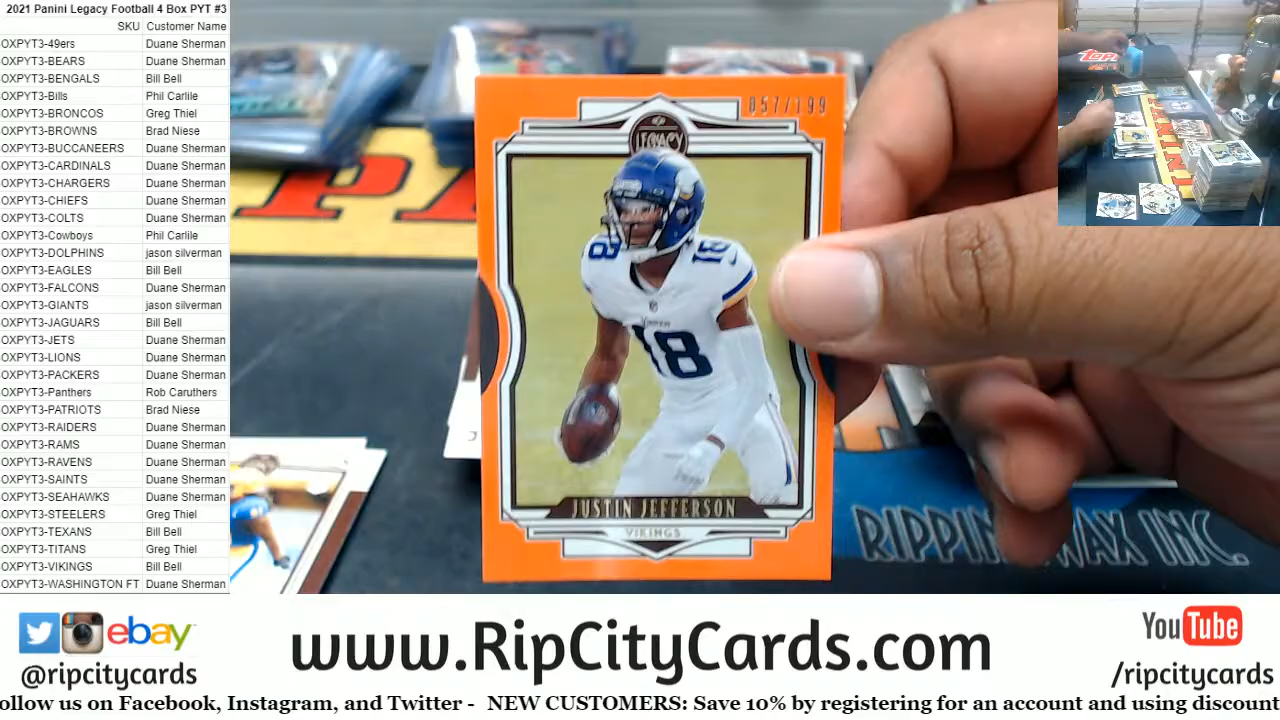 2021 Panini Legacy Football 4 Box PYT #3
SKU Customer Name
OXPYT3-49ers Duane Sherman
OXPYT3-BEARS Duane Sherman
OXPYT3-BENGALS Bill Bell
OXPYT3-Bills Phil Carlile
OXPYT3-BRONCOS Greg Thiel
OXPYT3-BROWNS Brad Niese
OXPYT3-BUCCANEERS Duane Sherman
OXPYT3-CARDINALS Duane Sherman
OXPYT3-CHARGERS Duane Sherman
OXPYT3-CHIEFS Duane Sherman
OXPYT3-COLTS Duane Sherman
OXPYT3-Cowboys Phil Carlile
OXPYT3-DOLPHINS jason silverman
OXPYT3-EAGLES Bill Bell
OXPYT3-FALCONS Duane Sherman
OXPYT3-GIANTS jason silverman
OXPYT3-JAGUARS Bill Bell
OXPYT3-JETS Duane Sherman
OXPYT3-LIONS Duane Sherman
OXPYT3-PACKERS Duane Sherman
OXPYT3-Panthers Rob Caruthers
OXPYT3-PATRIOTS Brad Niese
OXPYT3-RAIDERS Duane Sherman
OXPYT3-RAMS Duane Sherman
OXPYT3-RAVENS Duane Sherman
OXPYT3-SAINTS Duane Sherman
OXPYT3-SEAHAWKS Duane Sherman
OXPYT3-STEELERS Greg Thiel
OXPYT3-TEXANS Bill Bell
OXPYT3-TITANS Greg Thiel
OXPYT3-VIKINGS Bill Bell
OXPYT3-WASHINGTON FT Duane Sherman
057/199
LEGACY
18 18
18
JUSTIN JEFFERSON
VIKINGS
RIPPIN WAX INC.
topps
ebay
@ripcitycards
www.RipCityCards.com
YouTube
/ripcitycards
ollow us on Facebook, Instagram, and Twitter - NEW CUSTOMERS: Save 10% by registering for an account and using discount